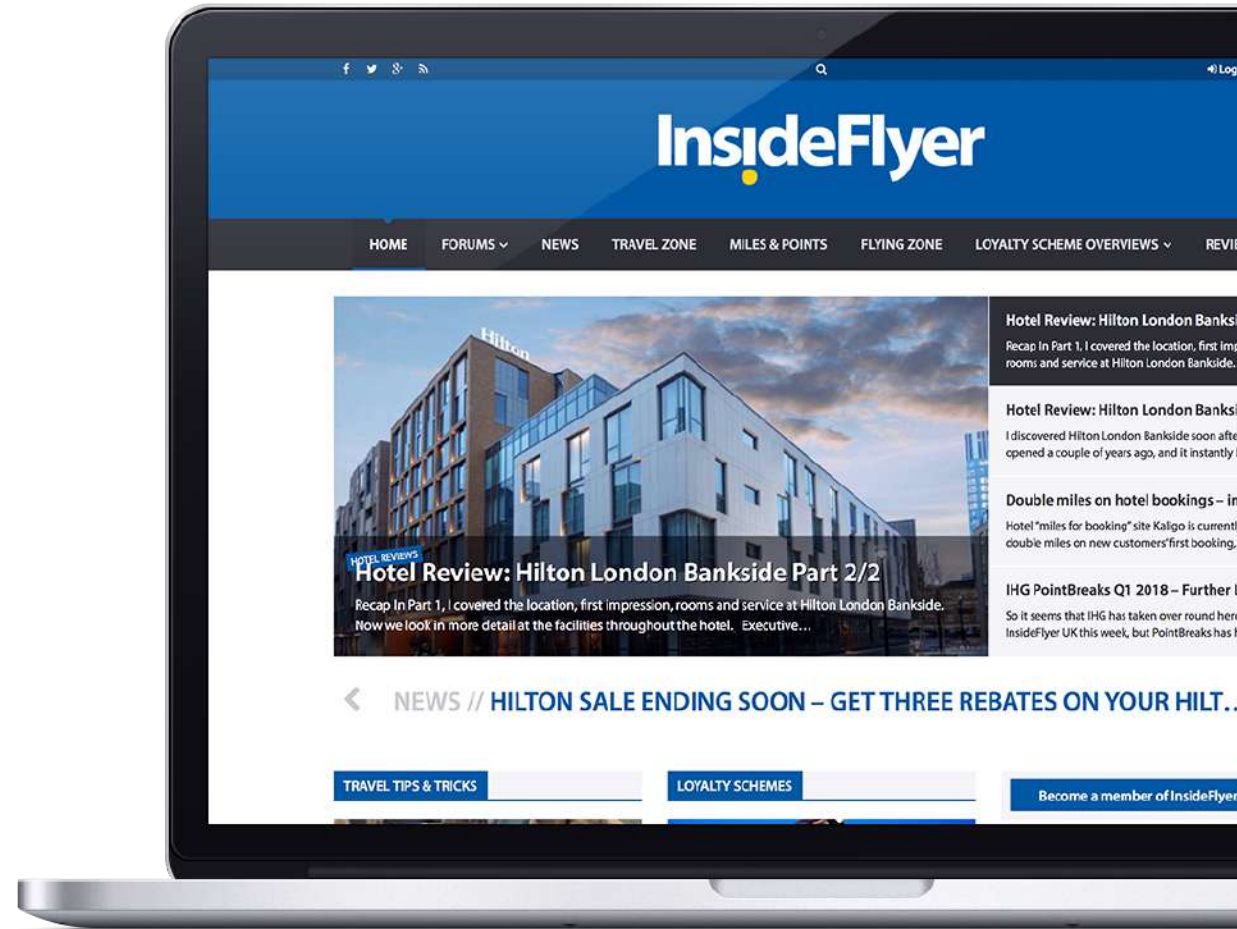 Log
InsideFlyer
HOME FORUMS NEWS TRAVEL ZONE MILES & POINTS FLYING ZONE LOYALTY SCHEME OVERVIEWS REVIE
Hilton
HOTEL REVIEWS
Hotel Review: Hilton London Bankside Part 2/2
Recap In Part 1, I covered the location, first impression, rooms and service at Hilton London Bankside.
Now we look in more detail at the facilities throughout the hotel. Executive…
Hotel Review: Hilton London Banksi
Recap In Part 1, I covered the location, first imp
rooms and service at Hilton London Bankside.
Hotel Review: Hilton London Banksi
I discovered Hilton London Bankside soon afte
opened a couple of years ago, and it instantly
Double miles on hotel bookings – in
Hotel "miles for booking" site Kaligo is currentl
double miles on new customers' first booking,
IHG PointBreaks Q1 2018 – Further
So it seems that IHG has taken over round here
InsideFlyer UK this week, but PointBreaks has
NEWS // HILTON SALE ENDING SOON – GET THREE REBATES ON YOUR HILT…
TRAVEL TIPS & TRICKS
LOYALTY SCHEMES
Become a member of InsideFlyer